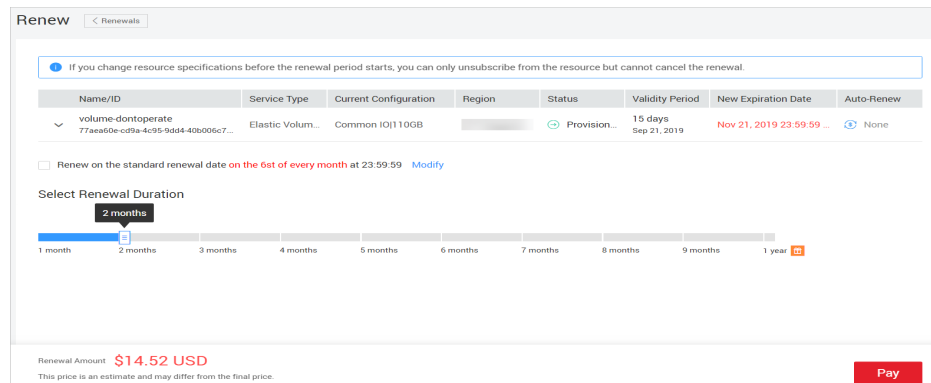 Renew < Renewals
If you change resource specifications before the renewal period starts, you can only unsubscribe from the resource but cannot cancel the renewal.
Name/ID Service Type Current Configuration Region Status Validity Period New Expiration Date Auto-Renew
volume-dontoperate Elastic Volum... Common IO|110GB Provision... 15 days Nov 21, 2019 23:59:59 ... None
77aea60e-cd9a-4c95-9dd4-40b006c7... Sep 21, 2019
Renew on the standard renewal date on the 6st of every month at 23:59:59 Modify
Select Renewal Duration
2 months
1 month 2 months 3 months 4 months 5 months 6 months 7 months 8 months 9 months 1 year
Renewal Amount $14.52 USD
This price is an estimate and may differ from the final price.
Pay